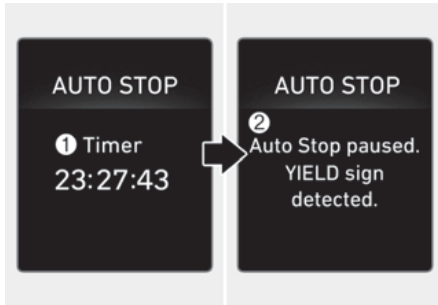 AUTO STOP
① Timer
23:27:43
AUTO STOP
②
Auto Stop paused.
YIELD sign
detected.